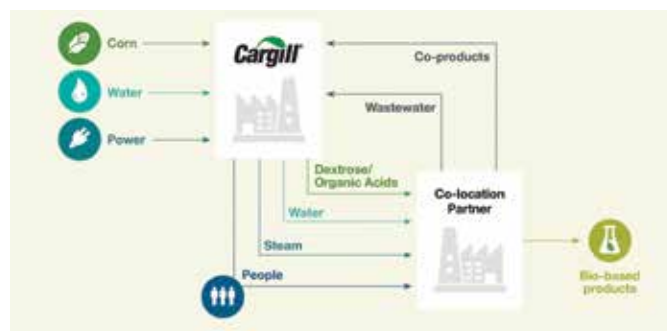 Corn
Water
Power
Cargill
Co-products
Wastewater
Dextrose/
Organic Acids
Water
Steam
People
Co-location
Partner
Bio-based
products